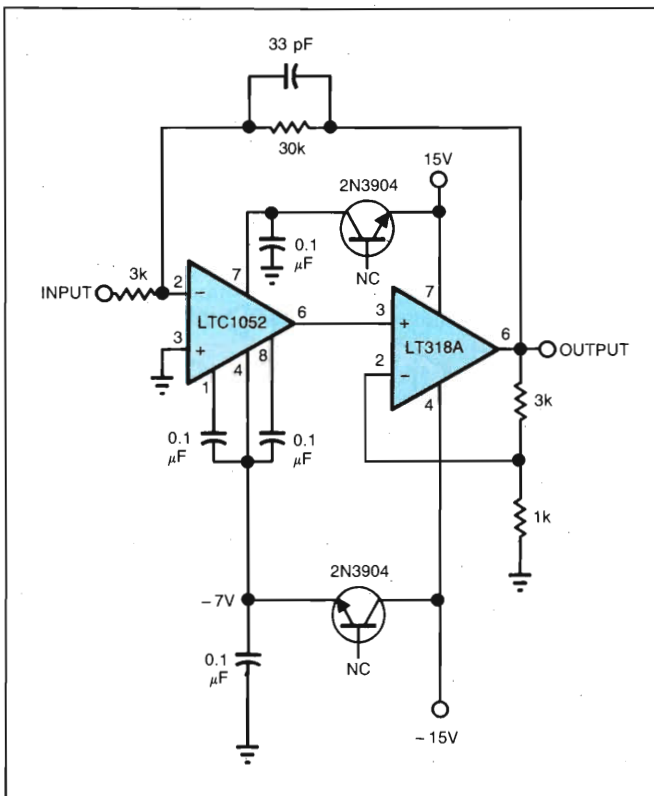 33 pF
30k
15V
2N3904
7
0.1
μF
NC
3k
INPUT
2
−
LTC1052
3
+
6
1
4
8
0.1
μF
0.1
μF
3
+
7
LT318A
2
−
4
6
OUTPUT
3k
1k
2N3904
−7V
NC
0.1
μF
−15V